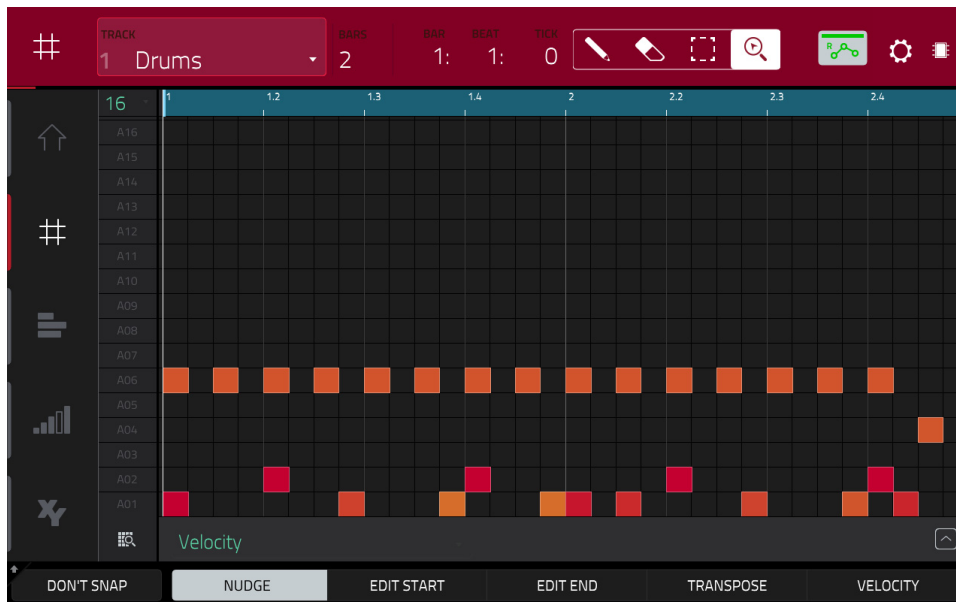 TRACK BARS BAR BEAT TICK
1 Drums 2 1: 1: 0
R
16 1 1.2 1.3 1.4 2 2.2 2.3 2.4
A16
A15
A14
A13
A12
A11
A10
A09
A08
A07
A06
A05
A04
A03
A02
A01
XY
Velocity
DON'T SNAP NUDGE EDIT START EDIT END TRANSPOSE VELOCITY